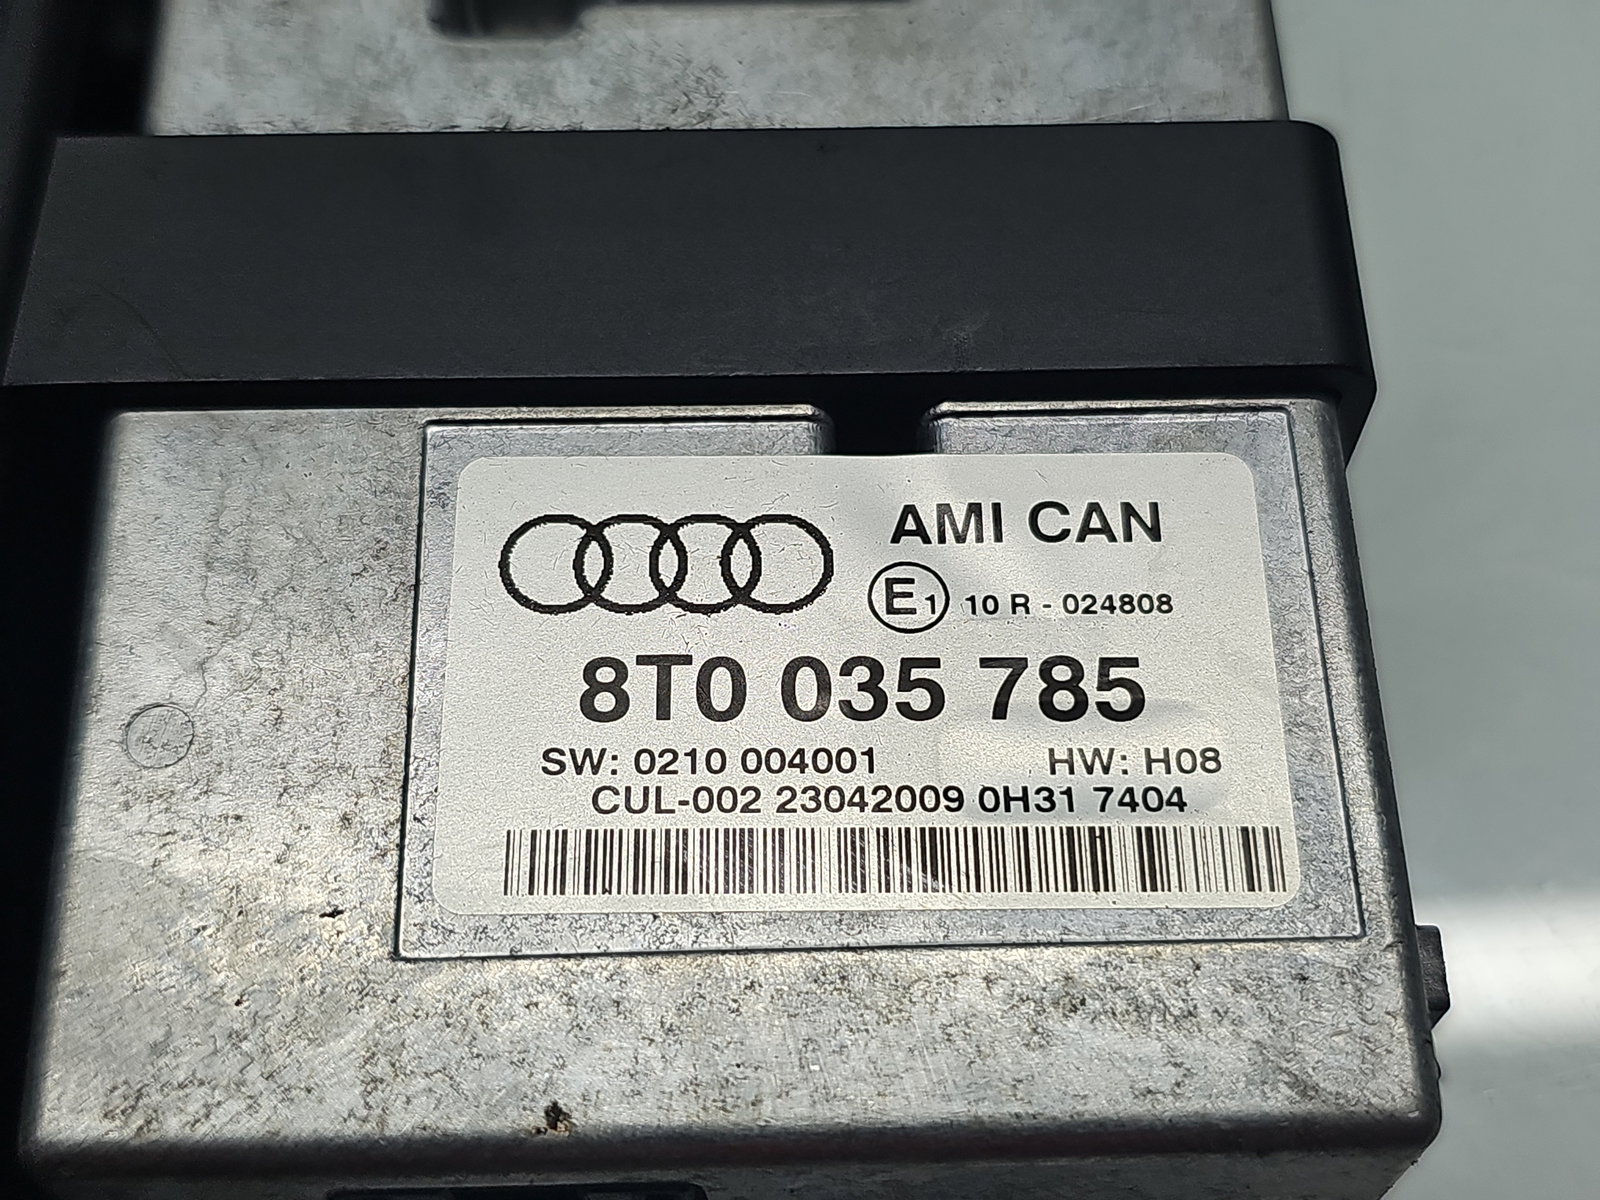 AMI CAN
E1 10 R - 024808
8T0 035 785
SW: 0210 004001 HW: H08
CUL-002 23042009 0H31 7404